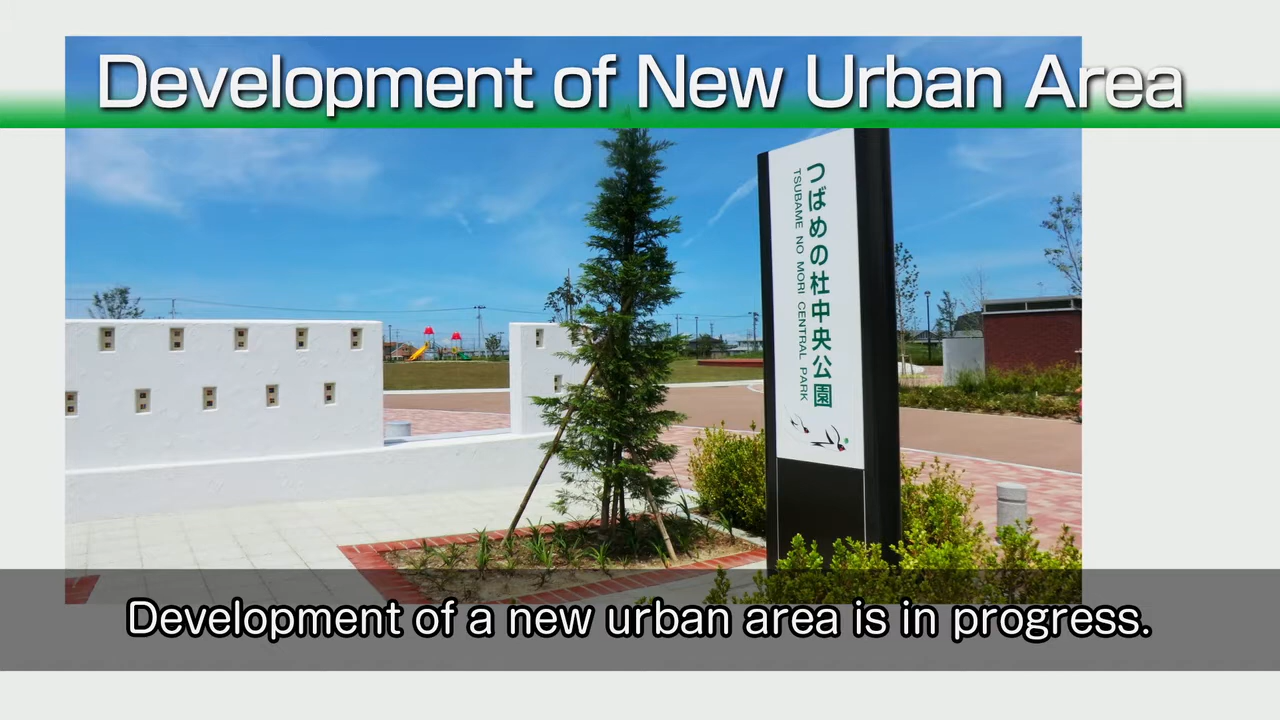 Development of New Urban Area
つばめの杜中央公園
TSUBAME NO MORI CENTRAL PARK
Development of a new urban area is in progress.